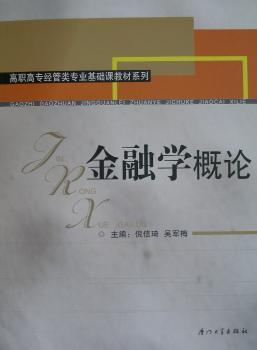 高职高专经管类专业基础课教材系列
GAOZHI GAOZHUAN JINGGUANLEI ZHUANYE JICHUKE JIAOCAI XILIE
JIN
RONG
XUE GAILUN
金融学概论
◎ 主编：倪信琦 吴军梅
厦门大学出版社